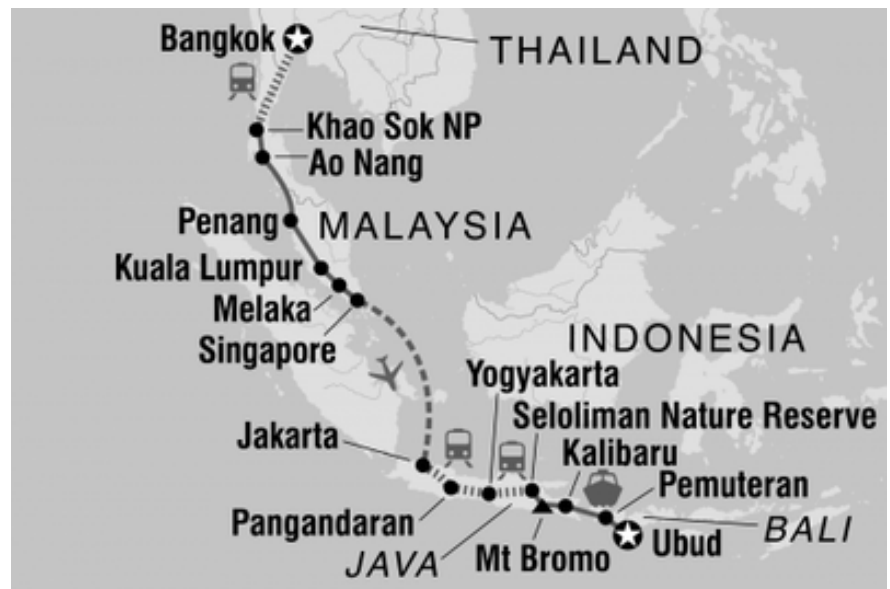 Bangkok
THAILAND
Khao Sok NP
Ao Nang
Penang
MALAYSIA
Kuala Lumpur
Melaka
Singapore
INDONESIA
Yogyakarta
Seloliman Nature Reserve
Jakarta
Kalibaru
Pemuteran
Pangandaran
JAVA
Mt Bromo
Ubud
BALI